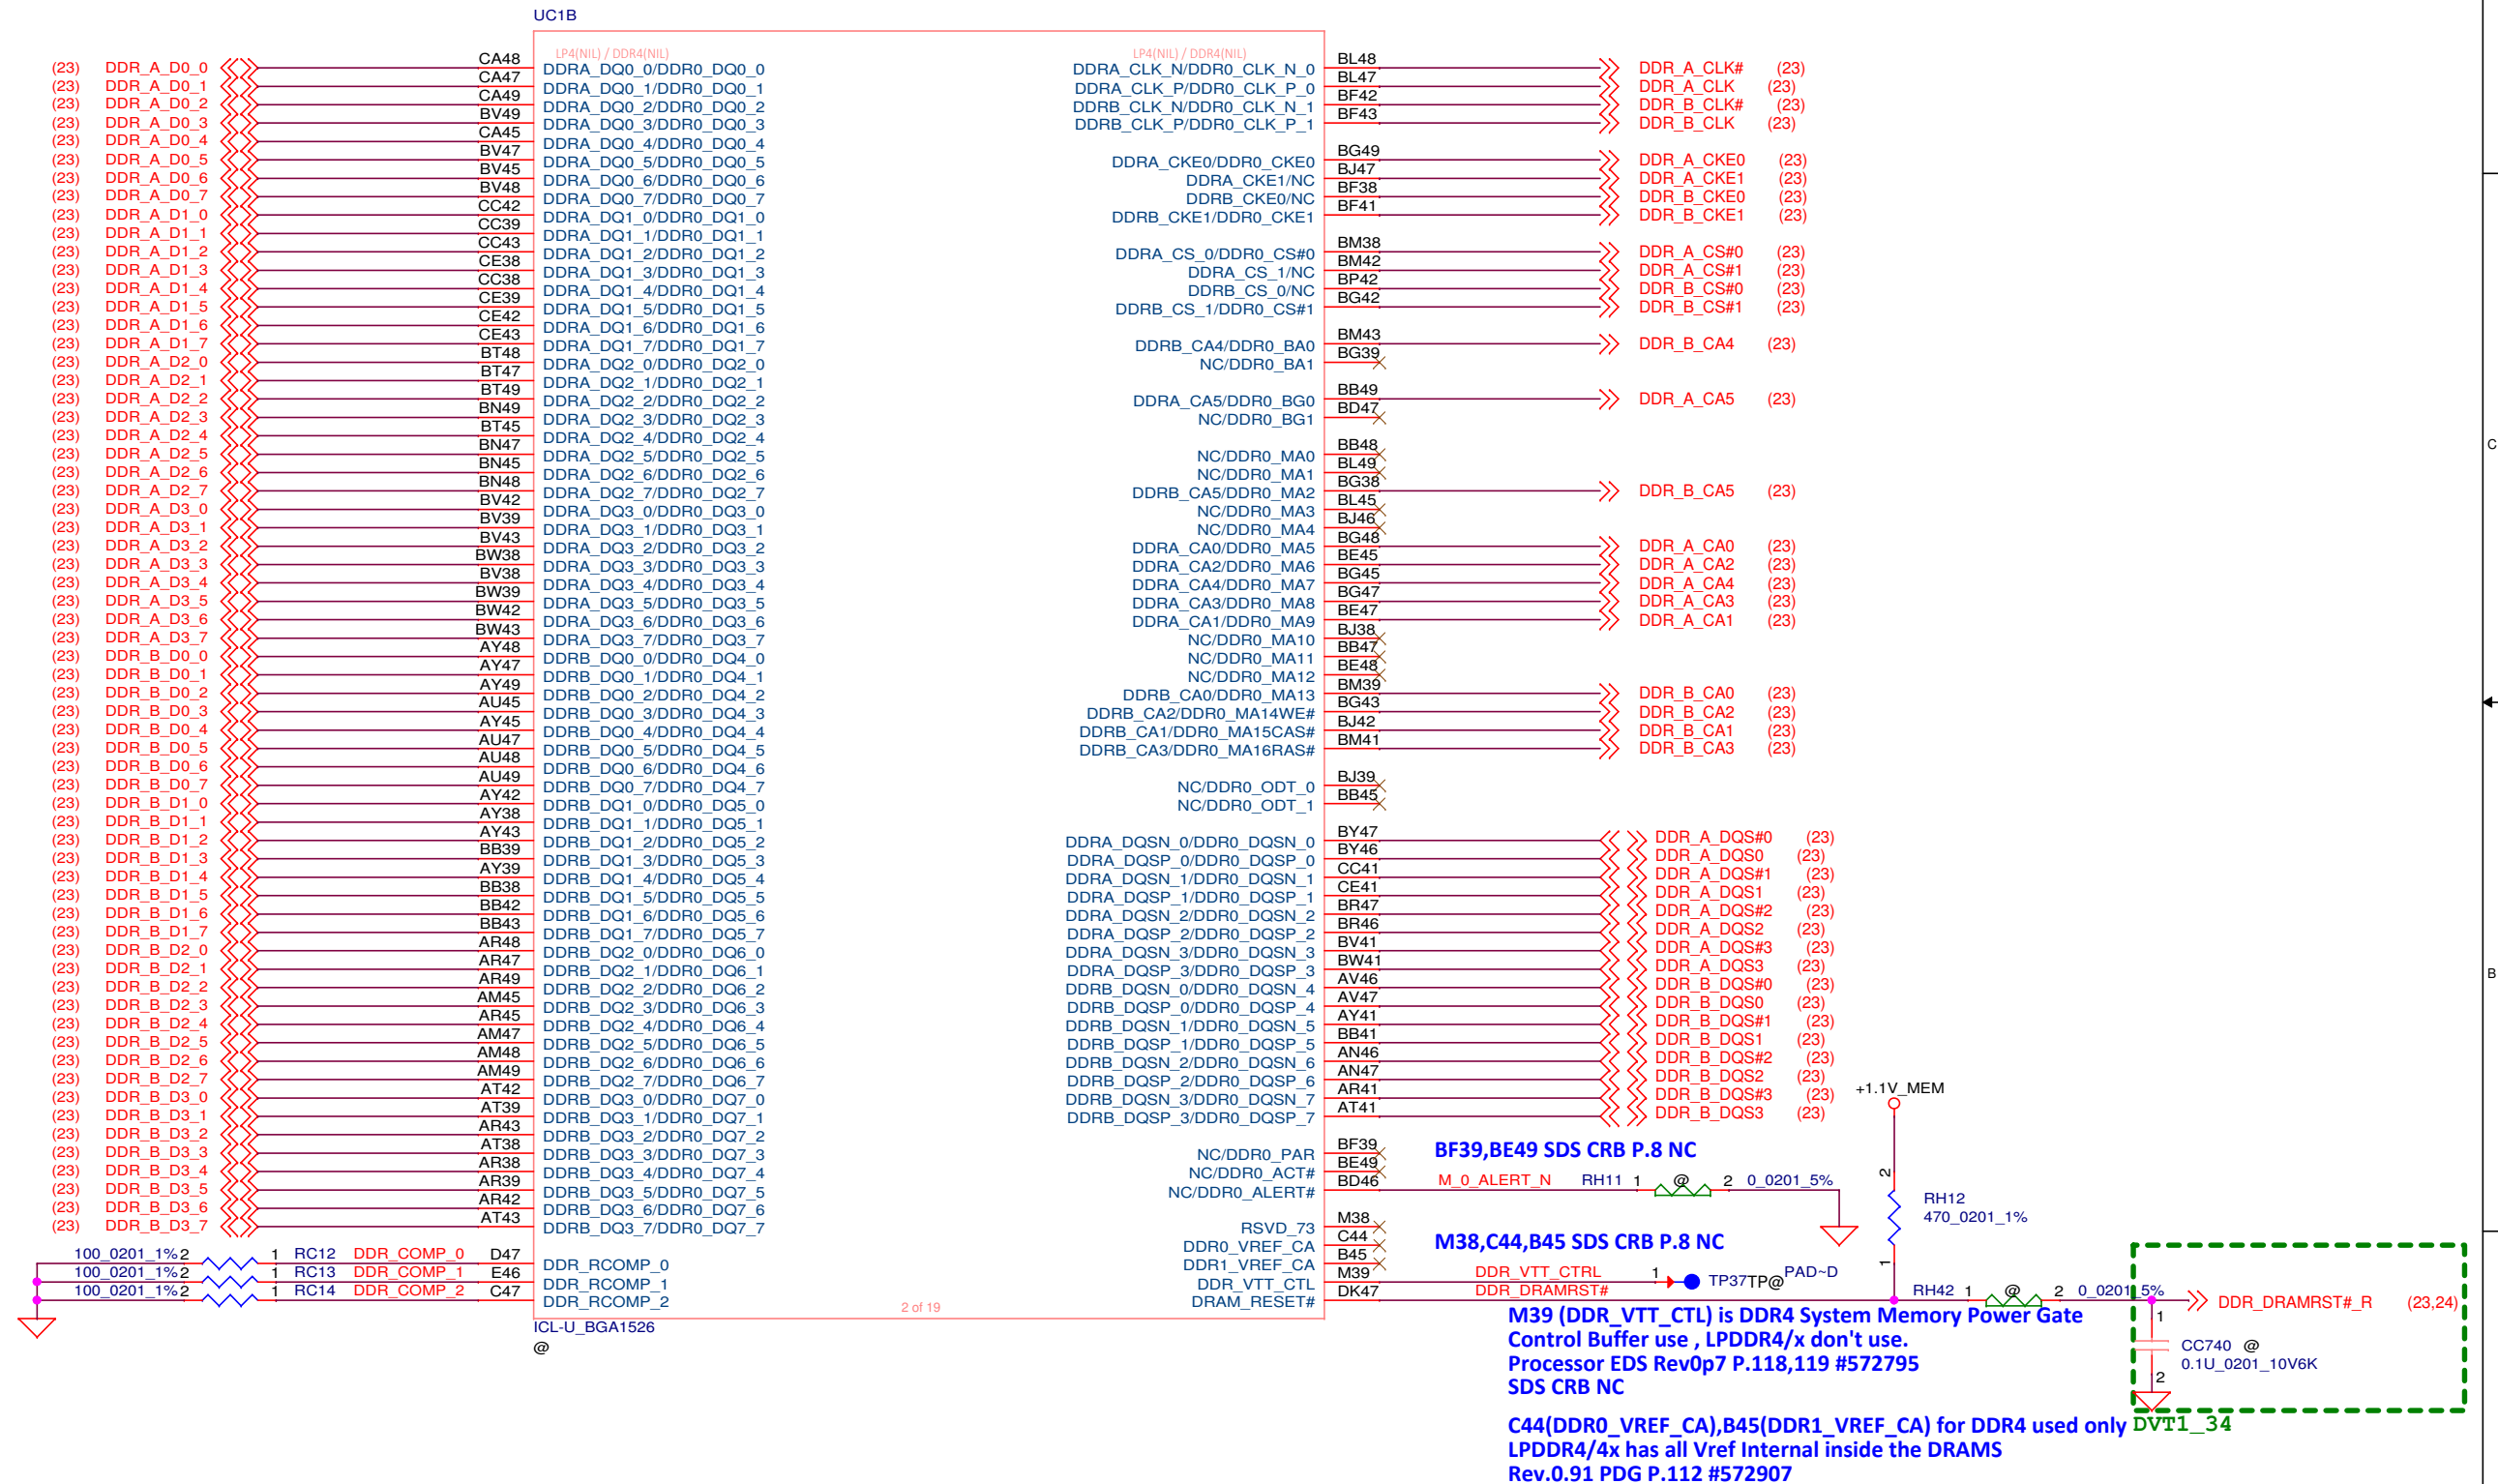 UC1B
LP4(NIL) / DDR4(NIL)
LP4(NIL) / DDR4(NIL)
(23) DDR_A_D0_0 CA48 DDRA_DQ0_0/DDR0_DQ0_0
(23) DDR_A_D0_1 CA47 DDRA_DQ0_1/DDR0_DQ0_1
(23) DDR_A_D0_2 CA49 DDRA_DQ0_2/DDR0_DQ0_2
(23) DDR_A_D0_3 BV49 DDRA_DQ0_3/DDR0_DQ0_3
(23) DDR_A_D0_4 CA45 DDRA_DQ0_4/DDR0_DQ0_4
(23) DDR_A_D0_5 BV47 DDRA_DQ0_5/DDR0_DQ0_5
(23) DDR_A_D0_6 BV45 DDRA_DQ0_6/DDR0_DQ0_6
(23) DDR_A_D0_7 BV48 DDRA_DQ0_7/DDR0_DQ0_7
(23) DDR_A_D1_0 CC42 DDRA_DQ1_0/DDR0_DQ1_0
(23) DDR_A_D1_1 CC39 DDRA_DQ1_1/DDR0_DQ1_1
(23) DDR_A_D1_2 CC43 DDRA_DQ1_2/DDR0_DQ1_2
(23) DDR_A_D1_3 CE38 DDRA_DQ1_3/DDR0_DQ1_3
(23) DDR_A_D1_4 CC38 DDRA_DQ1_4/DDR0_DQ1_4
(23) DDR_A_D1_5 CE39 DDRA_DQ1_5/DDR0_DQ1_5
(23) DDR_A_D1_6 CE42 DDRA_DQ1_6/DDR0_DQ1_6
(23) DDR_A_D1_7 CE43 DDRA_DQ1_7/DDR0_DQ1_7
(23) DDR_A_D2_0 BT48 DDRA_DQ2_0/DDR0_DQ2_0
(23) DDR_A_D2_1 BT47 DDRA_DQ2_1/DDR0_DQ2_1
(23) DDR_A_D2_2 BT49 DDRA_DQ2_2/DDR0_DQ2_2
(23) DDR_A_D2_3 BN49 DDRA_DQ2_3/DDR0_DQ2_3
(23) DDR_A_D2_4 BT45 DDRA_DQ2_4/DDR0_DQ2_4
(23) DDR_A_D2_5 BN47 DDRA_DQ2_5/DDR0_DQ2_5
(23) DDR_A_D2_6 BN45 DDRA_DQ2_6/DDR0_DQ2_6
(23) DDR_A_D2_7 BN48 DDRA_DQ2_7/DDR0_DQ2_7
(23) DDR_A_D3_0 BV42 DDRA_DQ3_0/DDR0_DQ3_0
(23) DDR_A_D3_1 BV39 DDRA_DQ3_1/DDR0_DQ3_1
(23) DDR_A_D3_2 BV43 DDRA_DQ3_2/DDR0_DQ3_2
(23) DDR_A_D3_3 BW38 DDRA_DQ3_3/DDR0_DQ3_3
(23) DDR_A_D3_4 BV38 DDRA_DQ3_4/DDR0_DQ3_4
(23) DDR_A_D3_5 BW39 DDRA_DQ3_5/DDR0_DQ3_5
(23) DDR_A_D3_6 BW42 DDRA_DQ3_6/DDR0_DQ3_6
(23) DDR_A_D3_7 BW43 DDRA_DQ3_7/DDR0_DQ3_7
(23) DDR_B_D0_0 AY48 DDRB_DQ0_0/DDR0_DQ4_0
(23) DDR_B_D0_1 AY47 DDRB_DQ0_1/DDR0_DQ4_1
(23) DDR_B_D0_2 AY49 DDRB_DQ0_2/DDR0_DQ4_2
(23) DDR_B_D0_3 AU45 DDRB_DQ0_3/DDR0_DQ4_3
(23) DDR_B_D0_4 AY45 DDRB_DQ0_4/DDR0_DQ4_4
(23) DDR_B_D0_5 AU47 DDRB_DQ0_5/DDR0_DQ4_5
(23) DDR_B_D0_6 AU48 DDRB_DQ0_6/DDR0_DQ4_6
(23) DDR_B_D0_7 AU49 DDRB_DQ0_7/DDR0_DQ4_7
(23) DDR_B_D1_0 AY42 DDRB_DQ1_0/DDR0_DQ5_0
(23) DDR_B_D1_1 AY38 DDRB_DQ1_1/DDR0_DQ5_1
(23) DDR_B_D1_2 AY43 DDRB_DQ1_2/DDR0_DQ5_2
(23) DDR_B_D1_3 BB39 DDRB_DQ1_3/DDR0_DQ5_3
(23) DDR_B_D1_4 AY39 DDRB_DQ1_4/DDR0_DQ5_4
(23) DDR_B_D1_5 BB38 DDRB_DQ1_5/DDR0_DQ5_5
(23) DDR_B_D1_6 BB42 DDRB_DQ1_6/DDR0_DQ5_6
(23) DDR_B_D1_7 BB43 DDRB_DQ1_7/DDR0_DQ5_7
(23) DDR_B_D2_0 AR48 DDRB_DQ2_0/DDR0_DQ6_0
(23) DDR_B_D2_1 AR47 DDRB_DQ2_1/DDR0_DQ6_1
(23) DDR_B_D2_2 AR49 DDRB_DQ2_2/DDR0_DQ6_2
(23) DDR_B_D2_3 AM45 DDRB_DQ2_3/DDR0_DQ6_3
(23) DDR_B_D2_4 AR45 DDRB_DQ2_4/DDR0_DQ6_4
(23) DDR_B_D2_5 AM47 DDRB_DQ2_5/DDR0_DQ6_5
(23) DDR_B_D2_6 AM48 DDRB_DQ2_6/DDR0_DQ6_6
(23) DDR_B_D2_7 AM49 DDRB_DQ2_7/DDR0_DQ6_7
(23) DDR_B_D3_0 AT42 DDRB_DQ3_0/DDR0_DQ7_0
(23) DDR_B_D3_1 AT39 DDRB_DQ3_1/DDR0_DQ7_1
(23) DDR_B_D3_2 AR43 DDRB_DQ3_2/DDR0_DQ7_2
(23) DDR_B_D3_3 AT38 DDRB_DQ3_3/DDR0_DQ7_3
(23) DDR_B_D3_4 AR38 DDRB_DQ3_4/DDR0_DQ7_4
(23) DDR_B_D3_5 AR39 DDRB_DQ3_5/DDR0_DQ7_5
(23) DDR_B_D3_6 AR42 DDRB_DQ3_6/DDR0_DQ7_6
(23) DDR_B_D3_7 AT43 DDRB_DQ3_7/DDR0_DQ7_7
100_0201_1% 2 1 RC12 DDR_COMP_0 D47 DDR_RCOMP_0
100_0201_1% 2 1 RC13 DDR_COMP_1 E46 DDR_RCOMP_1
100_0201_1% 2 1 RC14 DDR_COMP_2 C47 DDR_RCOMP_2
DDRA_CLK_N/DDR0_CLK_N_0 BL48 DDR_A_CLK# (23)
DDRA_CLK_P/DDR0_CLK_P_0 BL47 DDR_A_CLK (23)
DDRB_CLK_N/DDR0_CLK_N_1 BF42 DDR_B_CLK# (23)
DDRB_CLK_P/DDR0_CLK_P_1 BF43 DDR_B_CLK (23)
DDRA_CKE0/DDR0_CKE0 BG49 DDR_A_CKE0 (23)
DDRA_CKE1/NC BJ47 DDR_A_CKE1 (23)
DDRB_CKE0/NC BF38 DDR_B_CKE0 (23)
DDRB_CKE1/DDR0_CKE1 BF41 DDR_B_CKE1 (23)
DDRA_CS_0/DDR0_CS#0 BM38 DDR_A_CS#0 (23)
DDRA_CS_1/NC BM42 DDR_A_CS#1 (23)
DDRB_CS_0/NC BP42 DDR_B_CS#0 (23)
DDRB_CS_1/DDR0_CS#1 BG42 DDR_B_CS#1 (23)
DDRB_CA4/DDR0_BA0 BM43 DDR_B_CA4 (23)
NC/DDR0_BA1 BG39
DDRA_CA5/DDR0_BG0 BB49 DDR_A_CA5 (23)
NC/DDR0_BG1 BD47
NC/DDR0_MA0 BB48
NC/DDR0_MA1 BL49
DDRB_CA5/DDR0_MA2 BG38 DDR_B_CA5 (23)
NC/DDR0_MA3 BL45
NC/DDR0_MA4 BJ46
DDRA_CA0/DDR0_MA5 BG48 DDR_A_CA0 (23)
DDRA_CA2/DDR0_MA6 BE45 DDR_A_CA2 (23)
DDRA_CA4/DDR0_MA7 BG45 DDR_A_CA4 (23)
DDRA_CA3/DDR0_MA8 BG47 DDR_A_CA3 (23)
DDRA_CA1/DDR0_MA9 BE47 DDR_A_CA1 (23)
NC/DDR0_MA10 BJ38
NC/DDR0_MA11 BB47
NC/DDR0_MA12 BE48
DDRB_CA0/DDR0_MA13 BM39 DDR_B_CA0 (23)
DDRB_CA2/DDR0_MA14WE# BG43 DDR_B_CA2 (23)
DDRB_CA1/DDR0_MA15CAS# BJ42 DDR_B_CA1 (23)
DDRB_CA3/DDR0_MA16RAS# BM41 DDR_B_CA3 (23)
NC/DDR0_ODT_0 BJ39
NC/DDR0_ODT_1 BB45
DDRA_DQSN_0/DDR0_DQSN_0 BY47 DDR_A_DQS#0 (23)
DDRA_DQSP_0/DDR0_DQSP_0 BY46 DDR_A_DQS0 (23)
DDRA_DQSN_1/DDR0_DQSN_1 CC41 DDR_A_DQS#1 (23)
DDRA_DQSP_1/DDR0_DQSP_1 CE41 DDR_A_DQS1 (23)
DDRA_DQSN_2/DDR0_DQSN_2 BR47 DDR_A_DQS#2 (23)
DDRA_DQSP_2/DDR0_DQSP_2 BR46 DDR_A_DQS2 (23)
DDRA_DQSN_3/DDR0_DQSN_3 BV41 DDR_A_DQS#3 (23)
DDRA_DQSP_3/DDR0_DQSP_3 BW41 DDR_A_DQS3 (23)
DDRB_DQSN_0/DDR0_DQSN_4 AV46 DDR_B_DQS#0 (23)
DDRB_DQSP_0/DDR0_DQSP_4 AV47 DDR_B_DQS0 (23)
DDRB_DQSN_1/DDR0_DQSN_5 AY41 DDR_B_DQS#1 (23)
DDRB_DQSP_1/DDR0_DQSP_5 BB41 DDR_B_DQS1 (23)
DDRB_DQSN_2/DDR0_DQSN_6 AN46 DDR_B_DQS#2 (23)
DDRB_DQSP_2/DDR0_DQSP_6 AN47 DDR_B_DQS2 (23)
DDRB_DQSN_3/DDR0_DQSN_7 AR41 DDR_B_DQS#3 (23)
DDRB_DQSP_3/DDR0_DQSP_7 AT41 DDR_B_DQS3 (23)
NC/DDR0_PAR BF39
NC/DDR0_ACT# BE49
NC/DDR0_ALERT# BD46 M_0_ALERT_N RH11 1 @ 2 0_0201_5%
RSVD_73 M38
DDR0_VREF_CA C44
DDR1_VREF_CA B45
DDR_VTT_CTL M39 DDR_VTT_CTRL 1 TP37TP@ PAD~D
DRAM_RESET# DK47 DDR_DRAMRST# RH42 1 @ 2 0_0201_5% DDR_DRAMRST#_R (23,24)
BF39,BE49 SDS CRB P.8 NC
M38,C44,B45 SDS CRB P.8 NC
+1.1V_MEM
2
RH12
470_0201_1%
1
1
CC740 @
0.1U_0201_10V6K
2
DVT1_34
2 of 19
ICL-U_BGA1526
@
M39 (DDR_VTT_CTL) is DDR4 System Memory Power Gate
Control Buffer use , LPDDR4/x don't use.
Processor EDS Rev0p7 P.118,119 #572795
SDS CRB NC
C44(DDR0_VREF_CA),B45(DDR1_VREF_CA) for DDR4 used only
LPDDR4/4x has all Vref Internal inside the DRAMS
Rev.0.91 PDG P.112 #572907
C
B